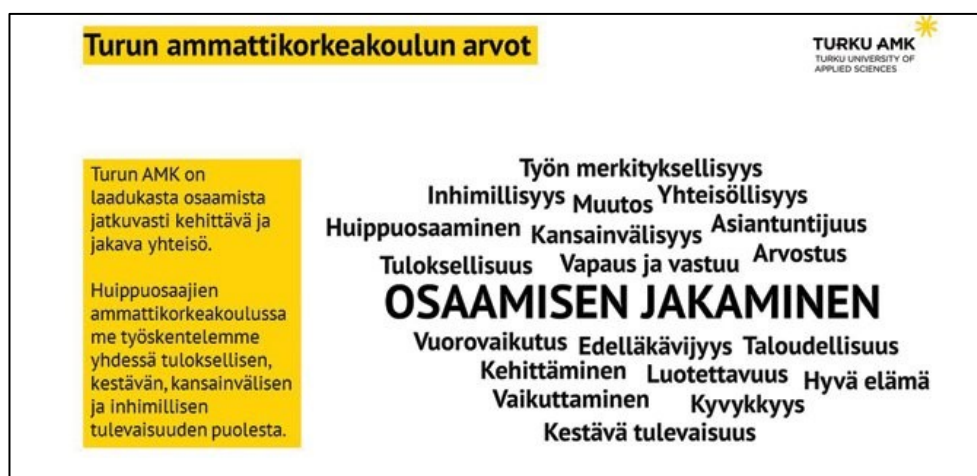 Turun ammattikorkeakoulun arvot
TURKU AMK
TURKU UNIVERSITY OF
APPLIED SCIENCES
Turun AMK on
laadukasta osaamista
jatkuvasti kehittävä ja
jakava yhteisö.
Huippuosaajien
ammattikorkeakoulussa
me työskentelemme
yhdessä tuloksellisen,
kestävän, kansainvälisen
ja inhimillisen
tulevaisuuden puolesta.
Työn merkityksellisyys
Inhimillisyys Muutos Yhteisöllisyys
Huippuosaaminen Kansainvälisyys Asiantuntijuus
Tuloksellisuus Vapaus ja vastuu Arvostus
OSAAMISEN JAKAMINEN
Vuorovaikutus Edelläkävijyys Taloudellisuus
Kehittäminen Luotettavuus Hyvä elämä
Vaikuttaminen Kyvykkyys
Kestävä tulevaisuus